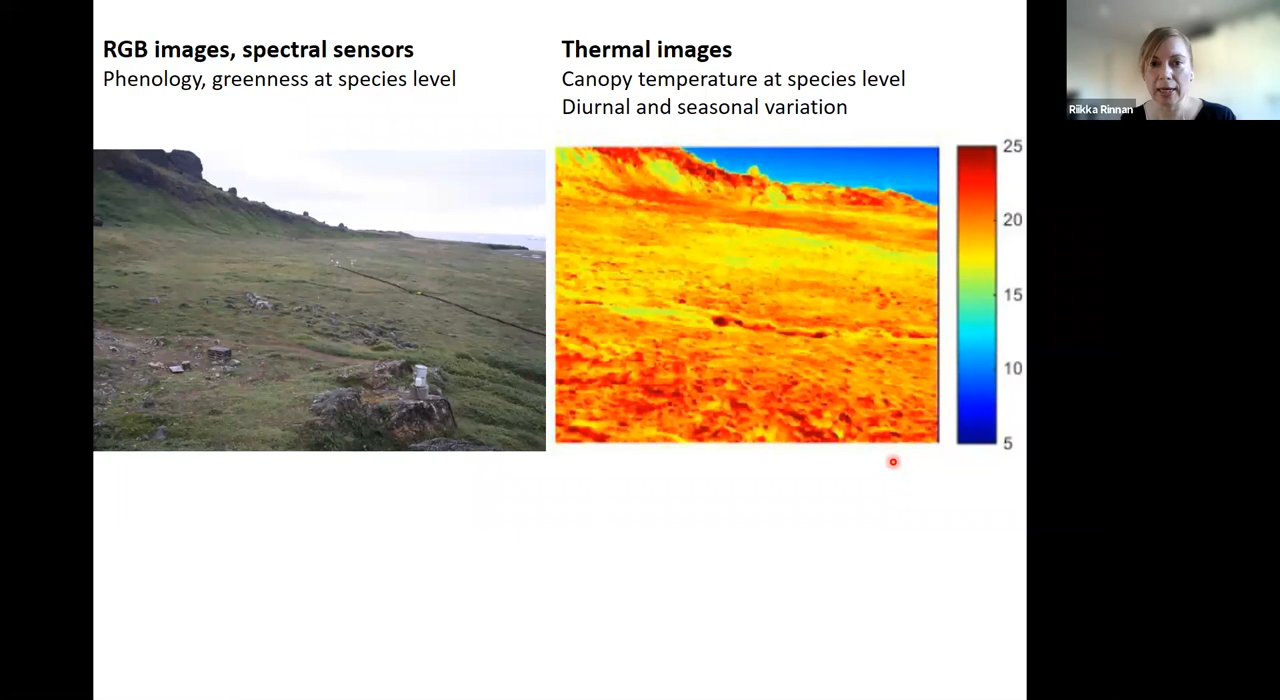 RGB images, spectral sensors
Phenology, greenness at species level
Thermal images
Canopy temperature at species level
Diurnal and seasonal variation
25
20
15
10
5
Riikka Rinnan